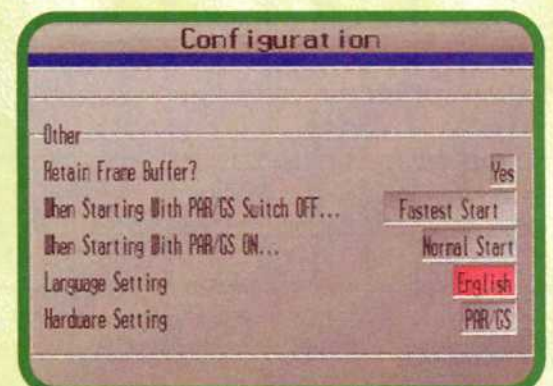 Configuration
Other
Retain Frame Buffer? Yes
When Starting With PAR/GS Switch OFF... Fastest Start
When Starting With PAR/GS ON... Normal Start
Language Setting English
Hardware Setting PAR/GS